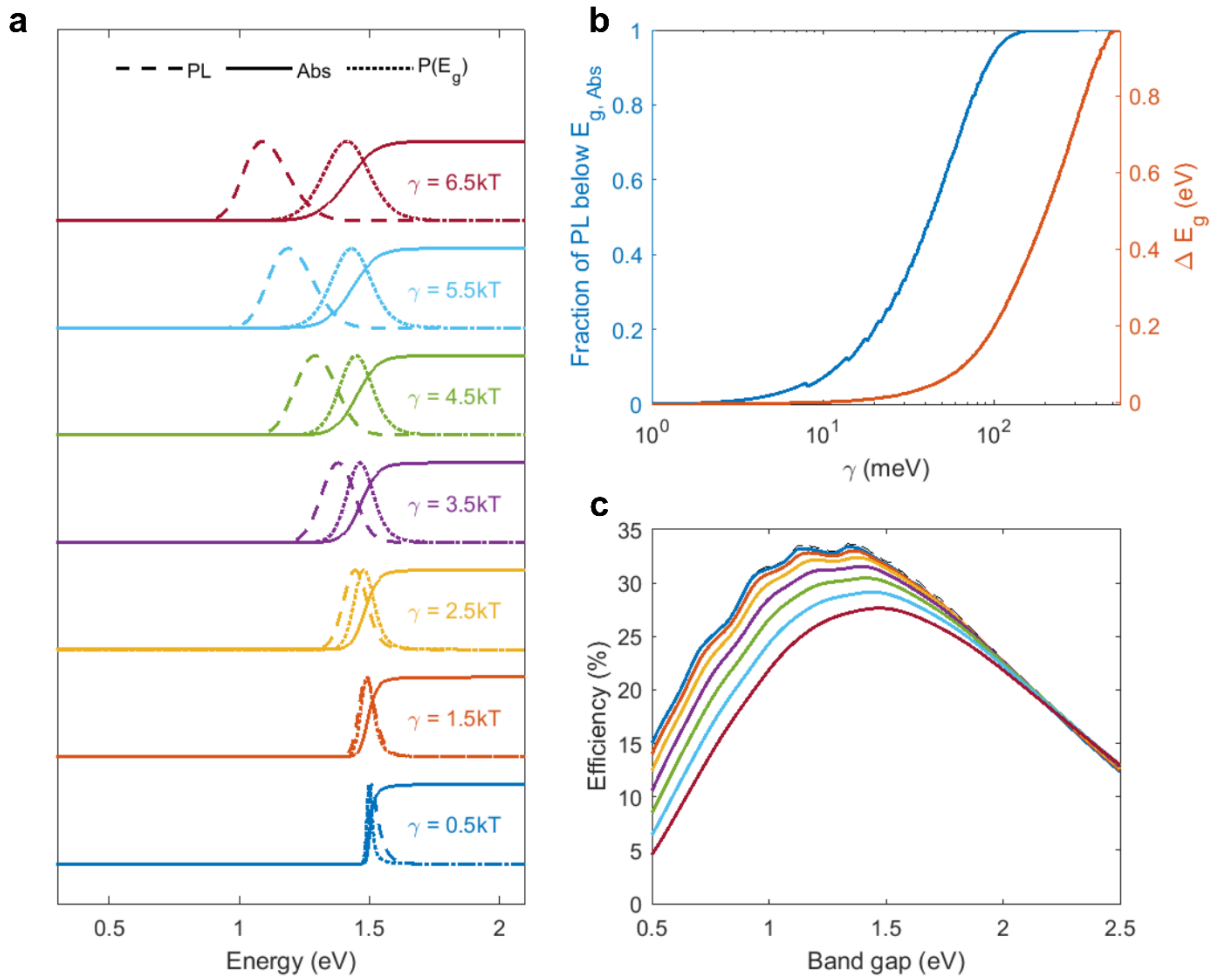 a
PL Abs P(E_g)
γ = 6.5kT
γ = 5.5kT
γ = 4.5kT
γ = 3.5kT
γ = 2.5kT
γ = 1.5kT
γ = 0.5kT
0.5 1 1.5 2
Energy (eV)
b
Fraction of PL below E_g, Abs
1
0.8
0.6
0.4
0.2
0
0.8
0.6
0.4
0.2
0
Δ E_g (eV)
10^0 10^1 10^2
γ (meV)
c
Efficiency (%)
35
30
25
20
15
10
5
0
0.5 1 1.5 2 2.5
Band gap (eV)